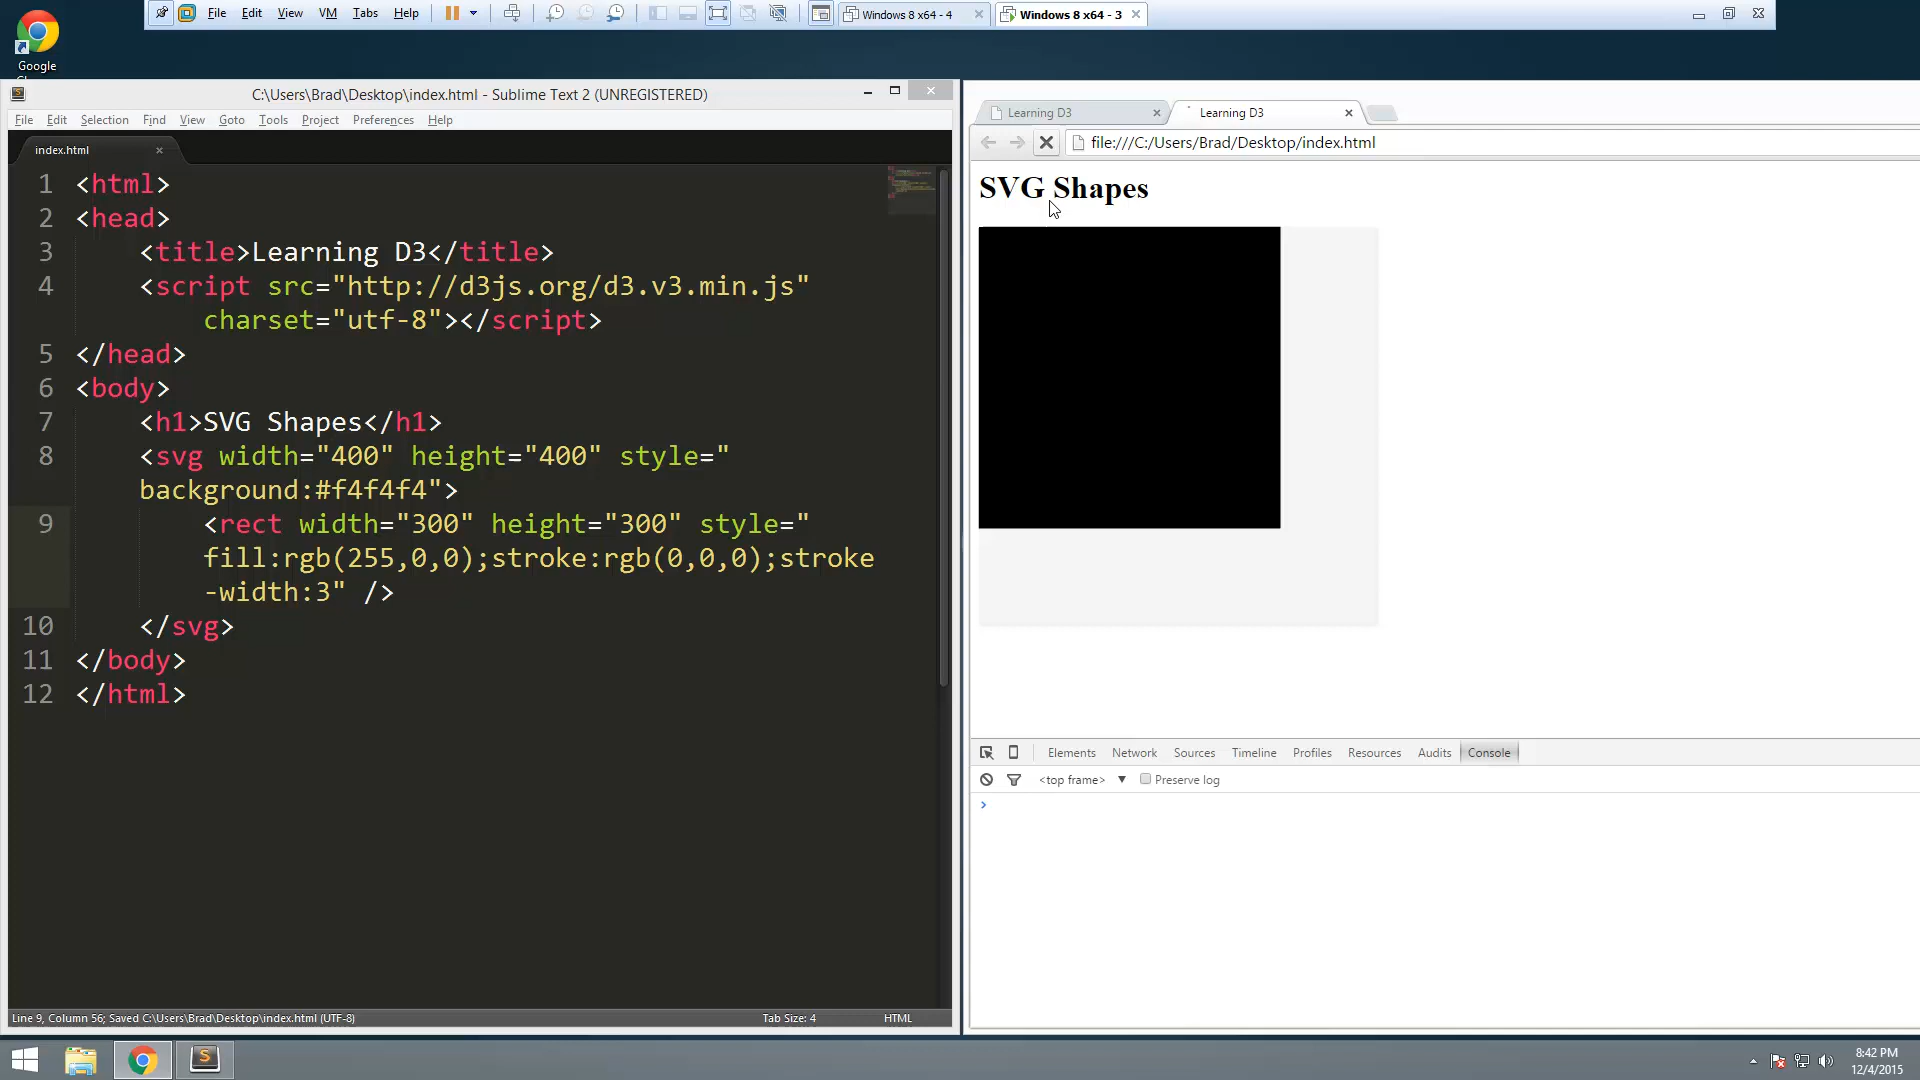 File Edit View VM Tabs Help
Windows 8 x64 - 4
Windows 8 x64 - 3
Google
C:\Users\Brad\Desktop\index.html - Sublime Text 2 (UNREGISTERED)
File Edit Selection Find View Goto Tools Project Preferences Help
index.html
1 <html>
2 <head>
3 <title>Learning D3</title>
4 <script src="http://d3js.org/d3.v3.min.js"
charset="utf-8"></script>
5 </head>
6 <body>
7 <h1>SVG Shapes</h1>
8 <svg width="400" height="400" style="
background:#f4f4f4">
9 <rect width="300" height="300" style="
fill:rgb(255,0,0);stroke:rgb(0,0,0);stroke
-width:3" />
10 </svg>
11 </body>
12 </html>
Line 9, Column 56; Saved C:\Users\Brad\Desktop\index.html (UTF-8)
Tab Size: 4
HTML
Learning D3
Learning D3
file:///C:/Users/Brad/Desktop/index.html
SVG Shapes
Elements Network Sources Timeline Profiles Resources Audits Console
<top frame> ▼ Preserve log
>
8:42 PM
12/4/2015